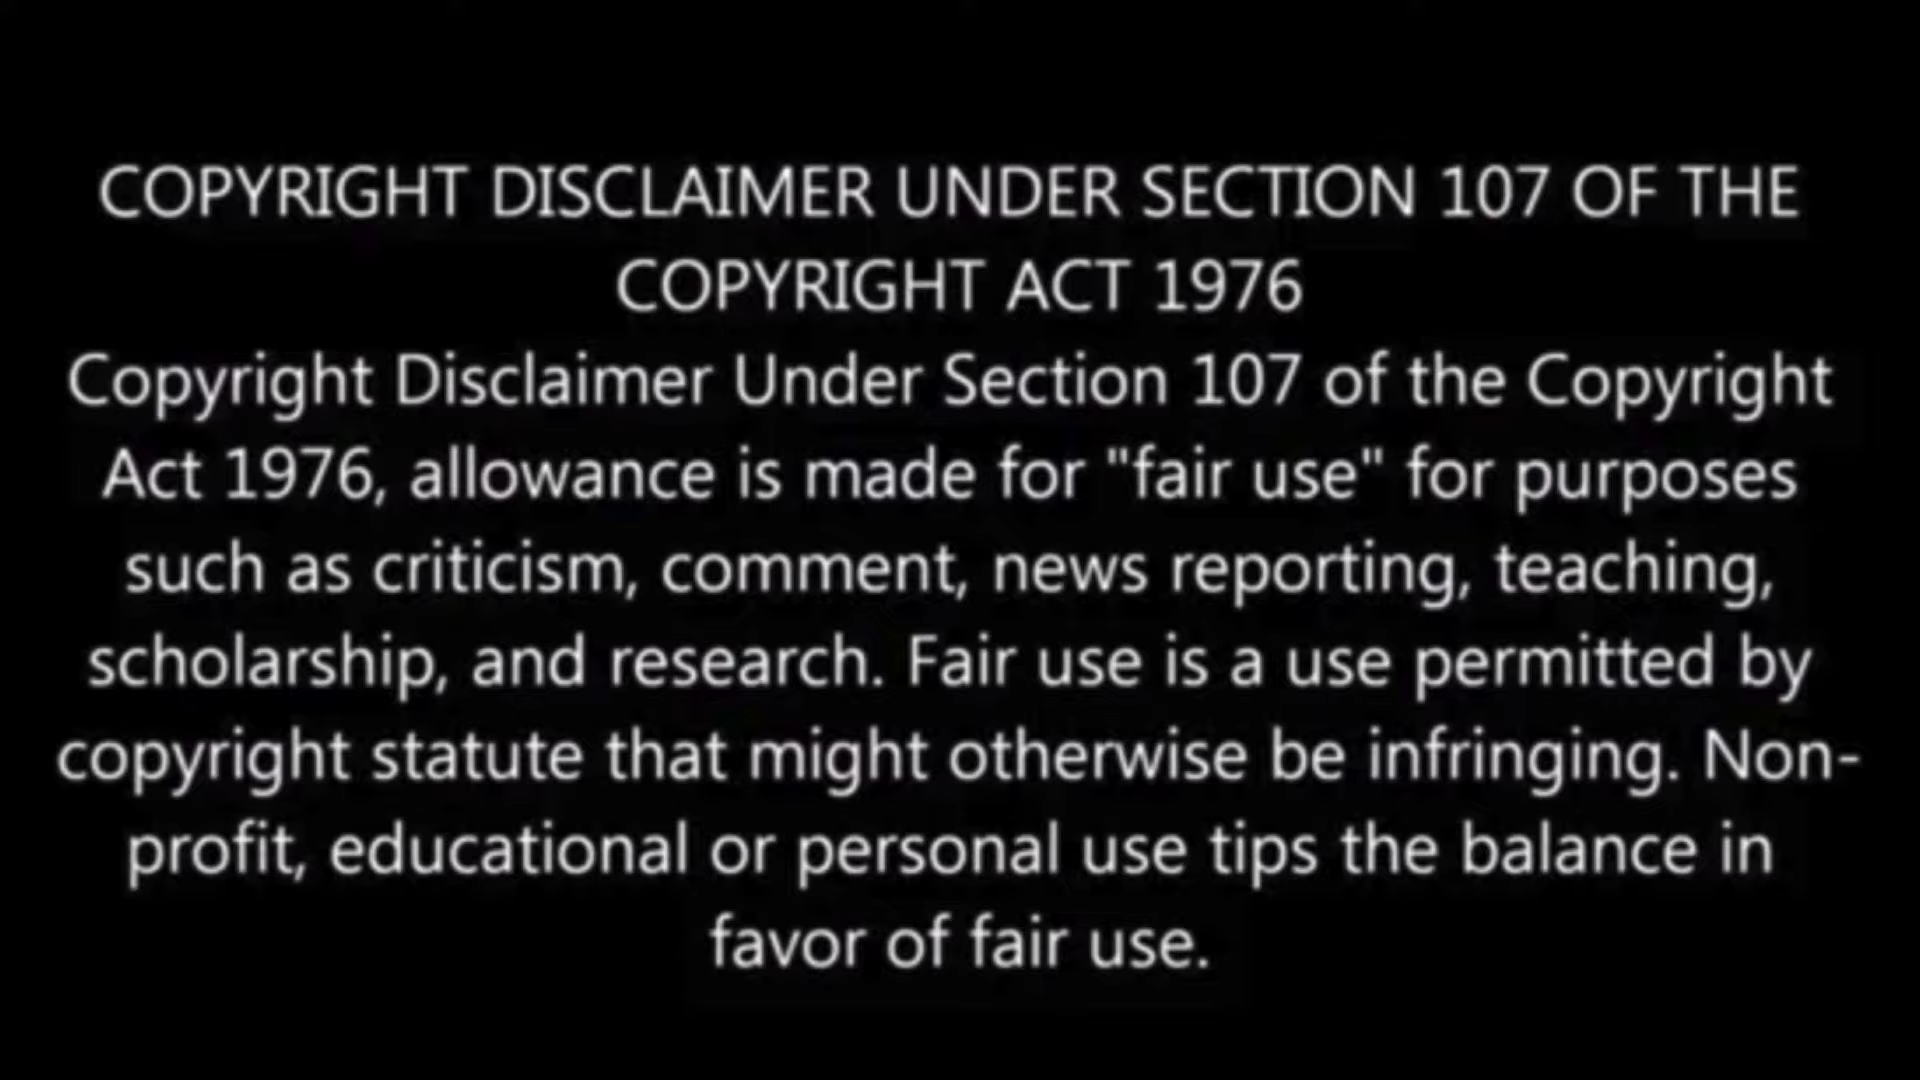 COPYRIGHT DISCLAIMER UNDER SECTION 107 OF THE
COPYRIGHT ACT 1976
Copyright Disclaimer Under Section 107 of the Copyright
Act 1976, allowance is made for "fair use" for purposes
such as criticism, comment, news reporting, teaching,
scholarship, and research. Fair use is a use permitted by
copyright statute that might otherwise be infringing. Non-
profit, educational or personal use tips the balance in
favor of fair use.